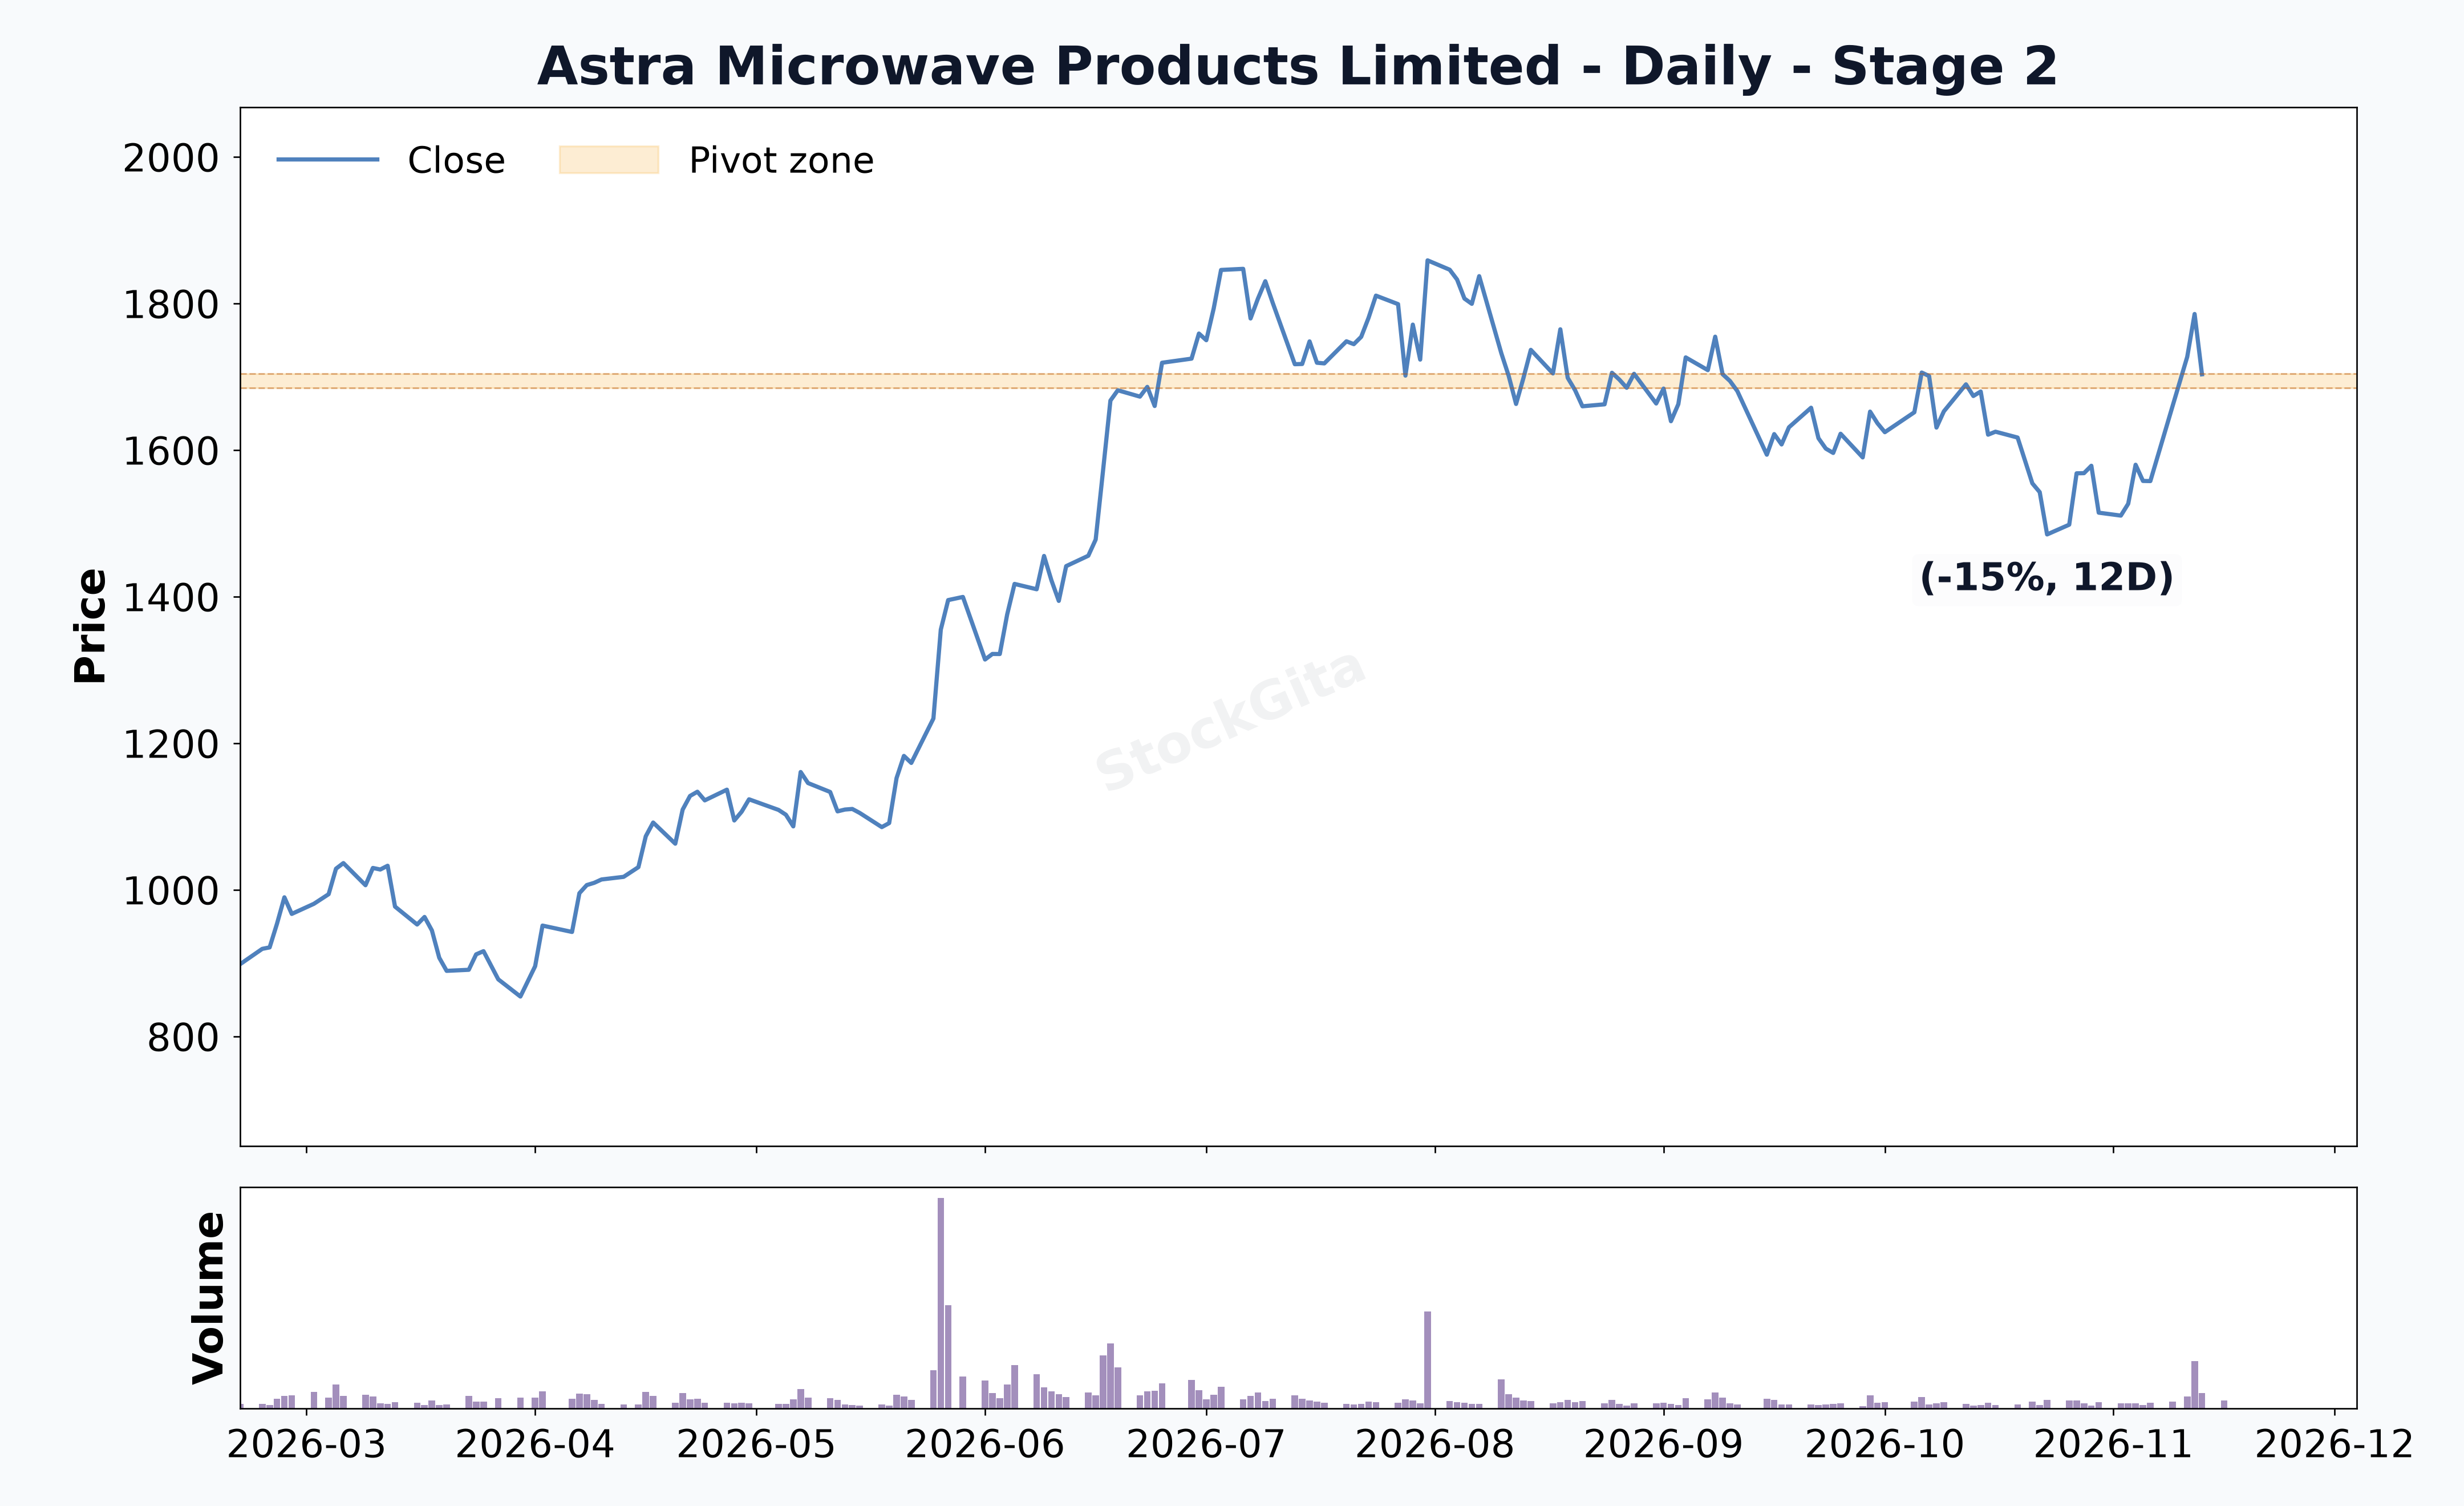 Astra Microwave Products Limited - Daily - Stage 2
Close
Pivot zone
2000
1800
1600
1400
1200
1000
800
Price
(-15%, 12D)
StockGita
Volume
2026-03
2026-04
2026-05
2026-06
2026-07
2026-08
2026-09
2026-10
2026-11
2026-12